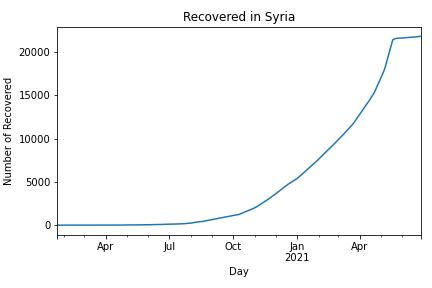 Recovered in Syria
Number of Recovered
20000
15000
10000
5000
0
Apr Jul Oct Jan Apr
2021
Day